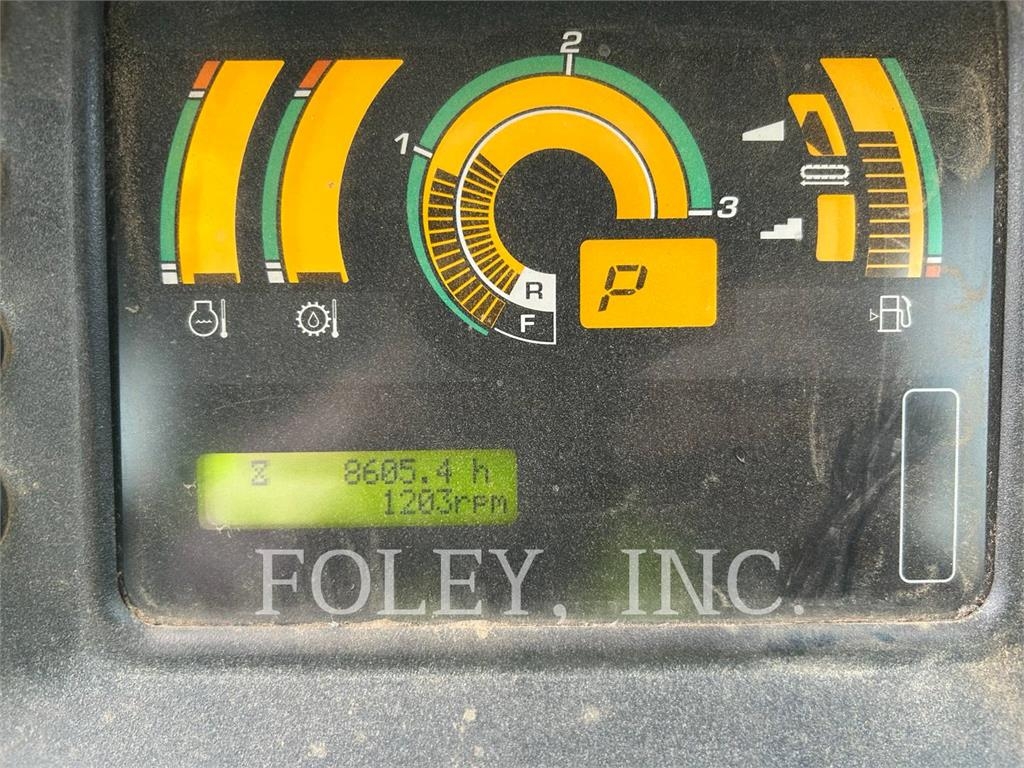 2
1
3
R
F
P
8605.4 h
1203rpm
FOLEY, INC.